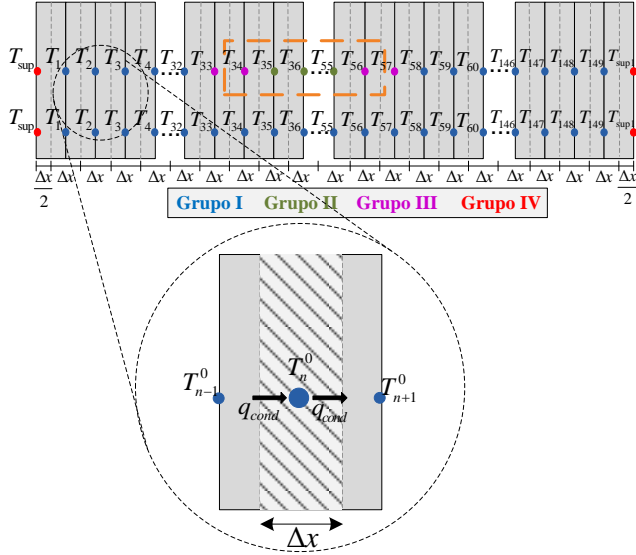 T_sup T_1 T_2 T_3 T_4 ... T_32 T_33 T_34 T_35 T_36 ... T_55 T_56 T_57 T_58 T_59 T_60 ... T_146 T_147 T_148 T_149 T_sup1
T_sup T_1 T_2 T_3 T_4 ... T_32 T_33 T_34 T_35 T_36 ... T_55 T_56 T_57 T_58 T_59 T_60 ... T_146 T_147 T_148 T_149 T_sup1
Δx/2 Δx Δx Δx Δx Δx Δx Δx Δx Δx Δx Δx Δx Δx Δx Δx Δx Δx Δx Δx Δx/2
Grupo I Grupo II Grupo III Grupo IV
T_n^0
T_{n-1}^0 T_{n+1}^0
q_cond q_cond
Δx